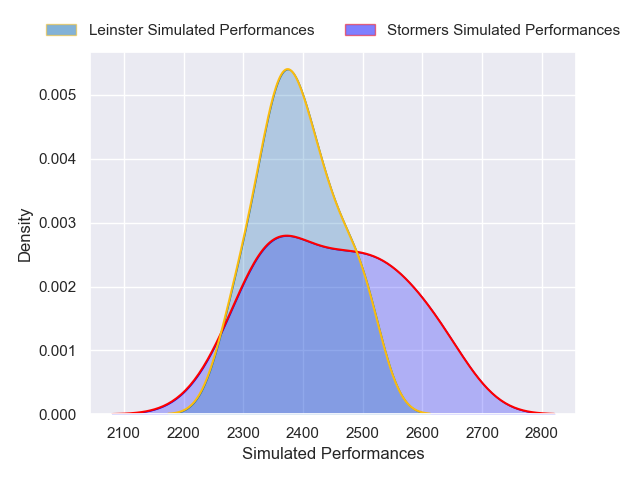 Leinster Simulated Performances
Stormers Simulated Performances
0.005
0.004
0.003
0.002
0.001
0.000
Density
2100 2200 2300 2400 2500 2600 2700 2800
Simulated Performances